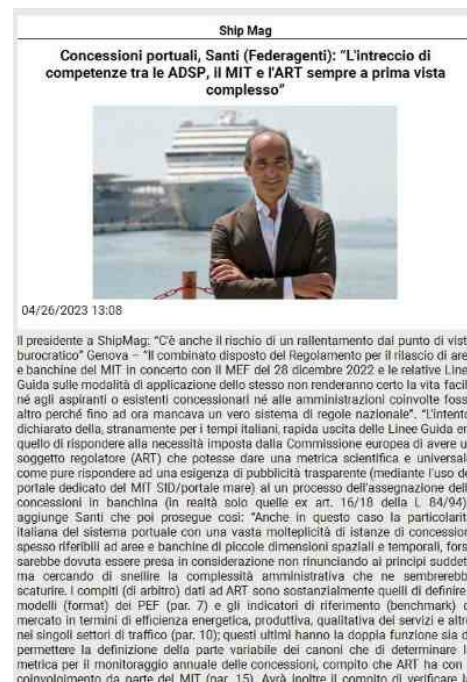 Ship Mag
Concessioni portuali, Santi (Federagenti): “L'intreccio di
competenze tra le ADSP, il MIT e l'ART sempre a prima vista
complesso”
04/26/2023 13:08
Il presidente a ShipMag: “C'è anche il rischio di un rallentamento dal punto di vist
burocratico” Genova – “Il combinato disposto del Regolamento per il rilascio di are
e banchine del MIT in concerto con il MEF del 28 dicembre 2022 e le relative Line
Guida sulle modalità di applicazione dello stesso non renderanno certo la vita facil
né agli aspiranti o esistenti concessionari né alle amministrazioni coinvolte foss
altro perché fino ad ora mancava un vero sistema di regole nazionale”. “L'intent
dichiarato della, stranamente per i tempi italiani, rapida uscita delle Linee Guida er
quello di rispondere alla necessità imposta dalla Commissione europea di avere u
soggetto regolatore (ART) che potesse dare una metrica scientifica e universal
come pure rispondere ad una esigenza di pubblicità trasparente (mediante l'uso de
portale dedicato del MIT SID/portale mare) al un processo dell'assegnazione dell
concessioni in banchina (in realtà solo quelle ex art. 16/18 della L 84/94)
aggiunge Santi che poi prosegue così: “Anche in questo caso la particolarit
italiana del sistema portuale con una vasta molteplicità di istanze di concession
spesso riferibili ad aree e banchine di piccole dimensioni spaziali e temporali, fors
sarebbe dovuta essere presa in considerazione non rinunciando ai principi suddet
ma cercando di snellire la complessità amministrativa che ne sembrerebb
scaturire. I compiti (di arbitro) dati ad ART sono sostanzialmente quelli di definire
modelli (format) dei PEF (par. 7) e gli indicatori di riferimento (benchmark) d
mercato in termini di efficienza energetica, produttiva, qualitativa dei servizi e altre
nei singoli settori di traffico (par. 10); questi ultimi hanno la doppia funzione sia d
permettere la definizione della parte variabile dei canoni che di determinare l
metrica per il monitoraggio annuale delle concessioni, compito che ART ha con i
coinvolgimento da parte del MIT (par. 15). Avrà inoltre il compito di verificare l